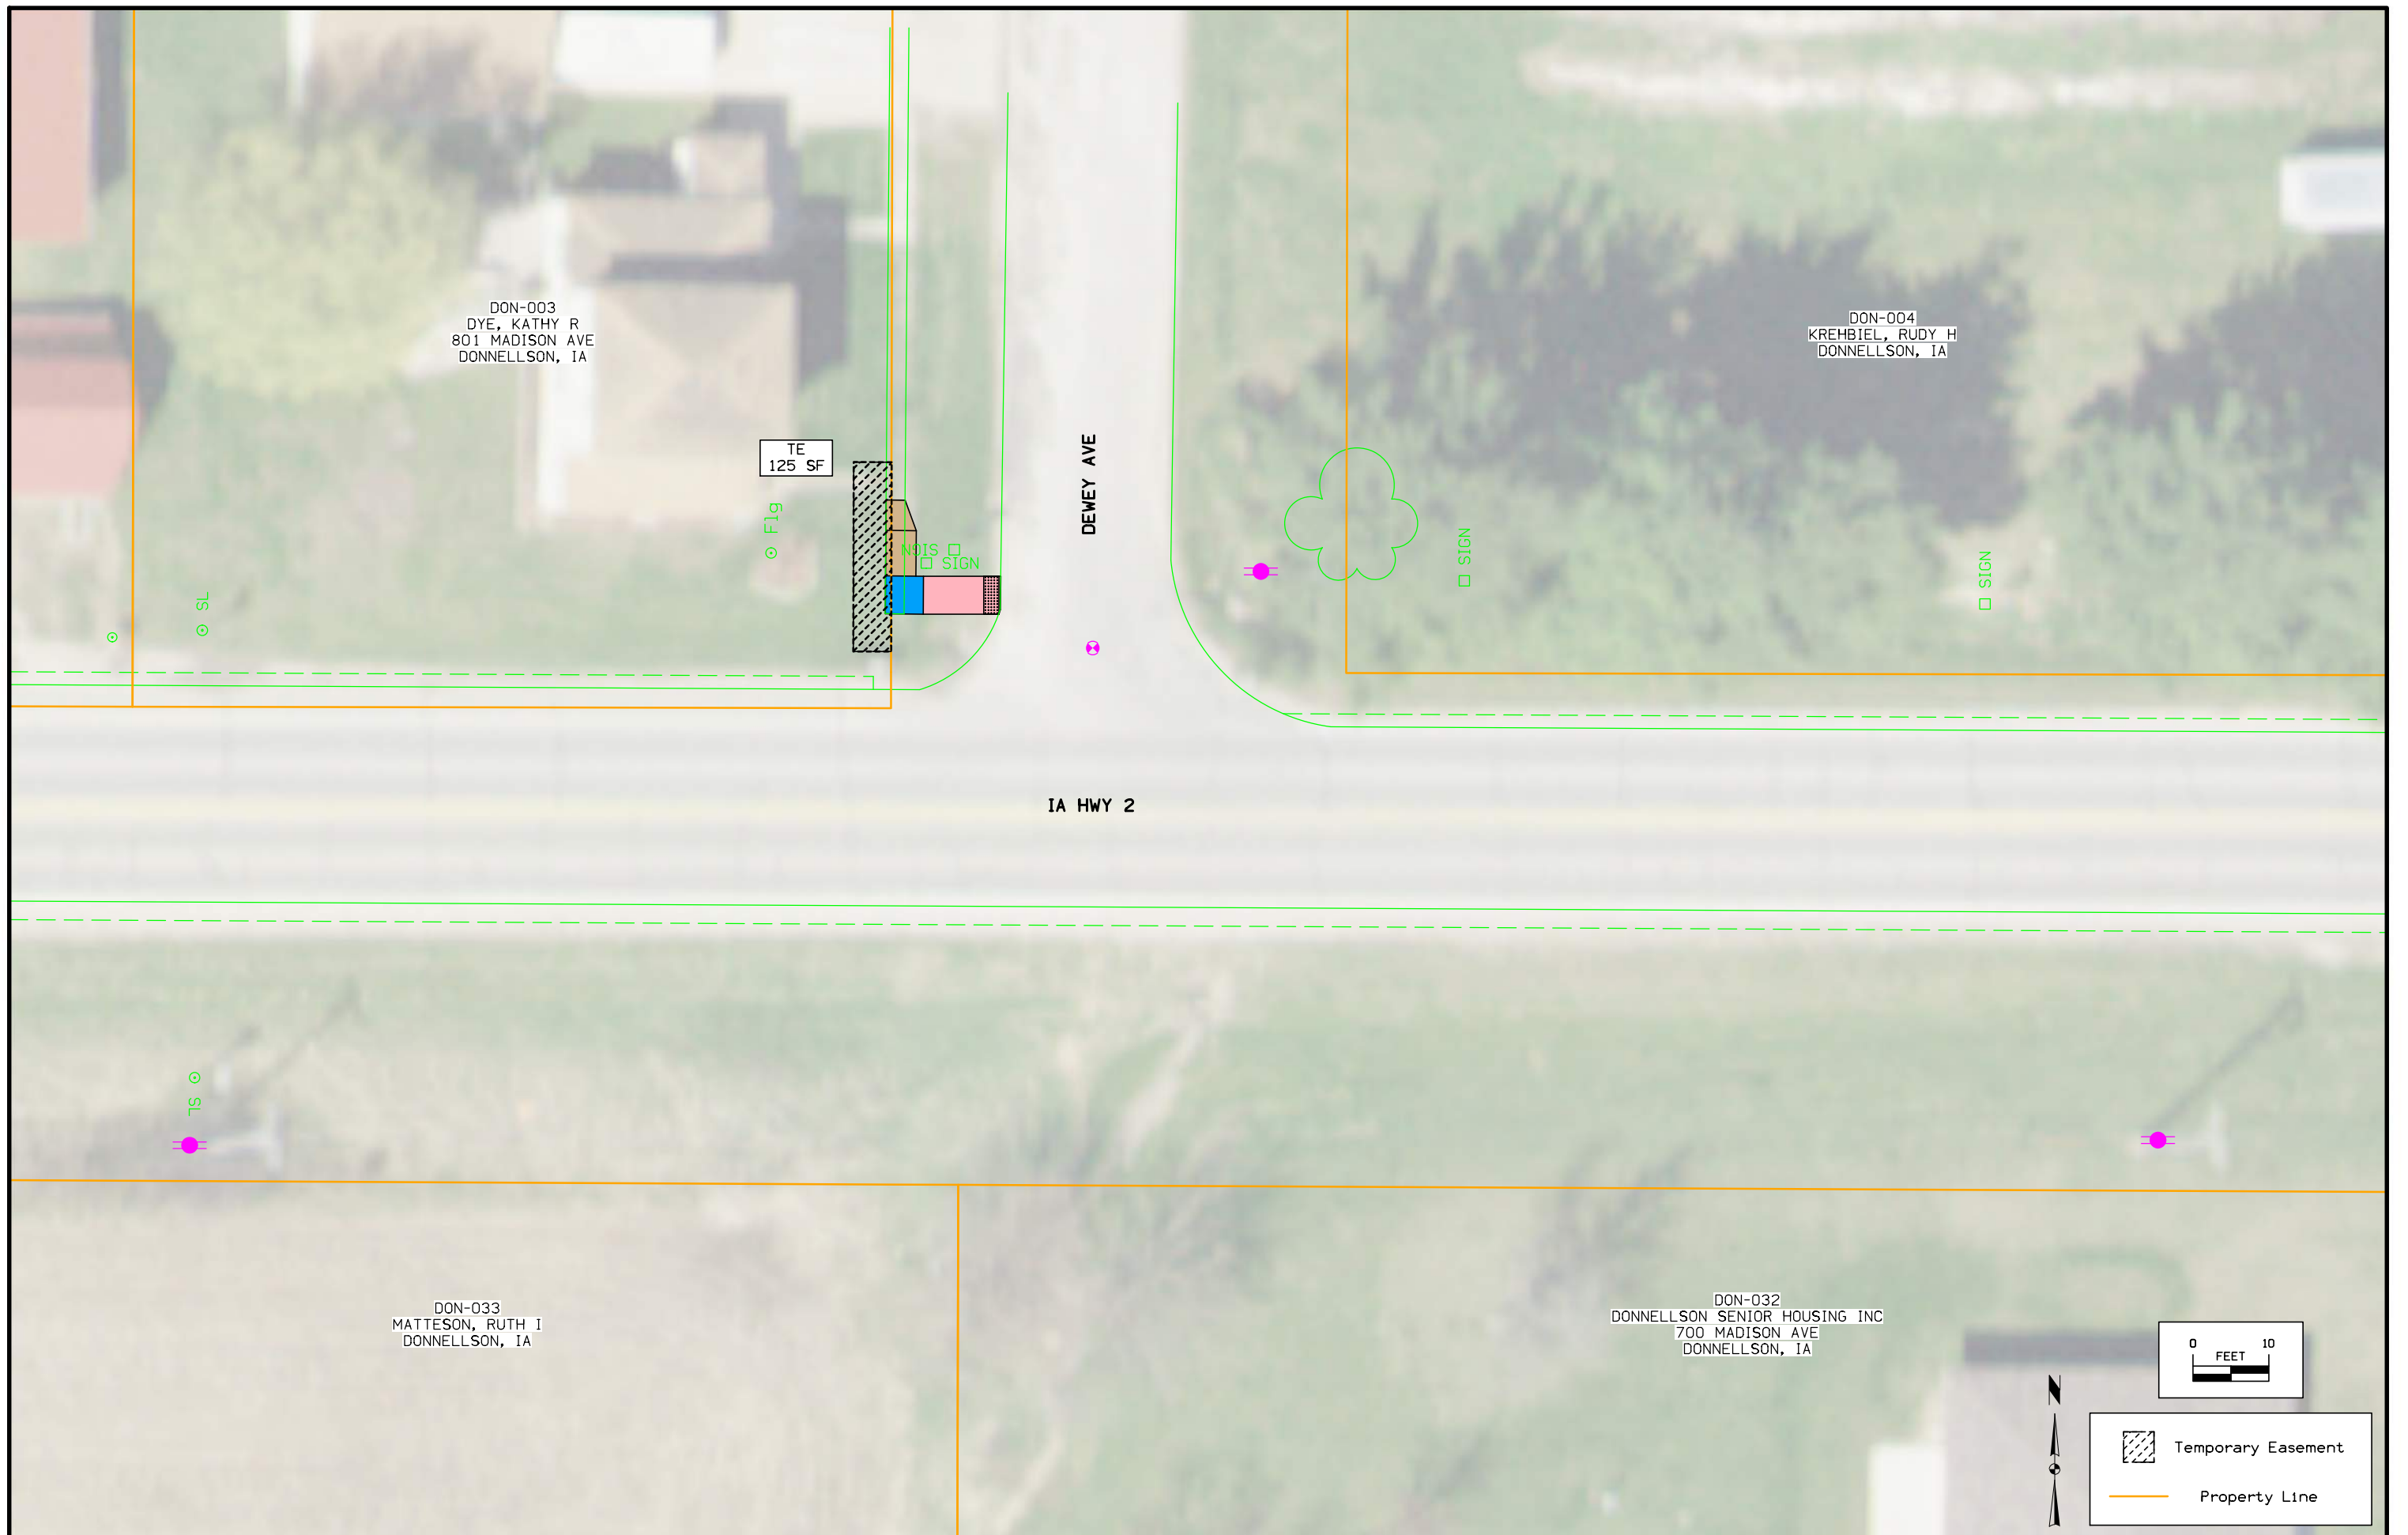 DON-003
DYE, KATHY R
801 MADISON AVE
DONNELLSON, IA
DON-004
KREHBIEL, RUDY H
DONNELLSON, IA
TE
125 SF
Flg
DEWEY AVE
SIGN
SIGN
SIGN
SIGN
SL
IA HWY 2
SL
DON-033
MATTESON, RUTH I
DONNELLSON, IA
DON-032
DONNELLSON SENIOR HOUSING INC
700 MADISON AVE
DONNELLSON, IA
0 10
FEET
N
Temporary Easement
Property Line